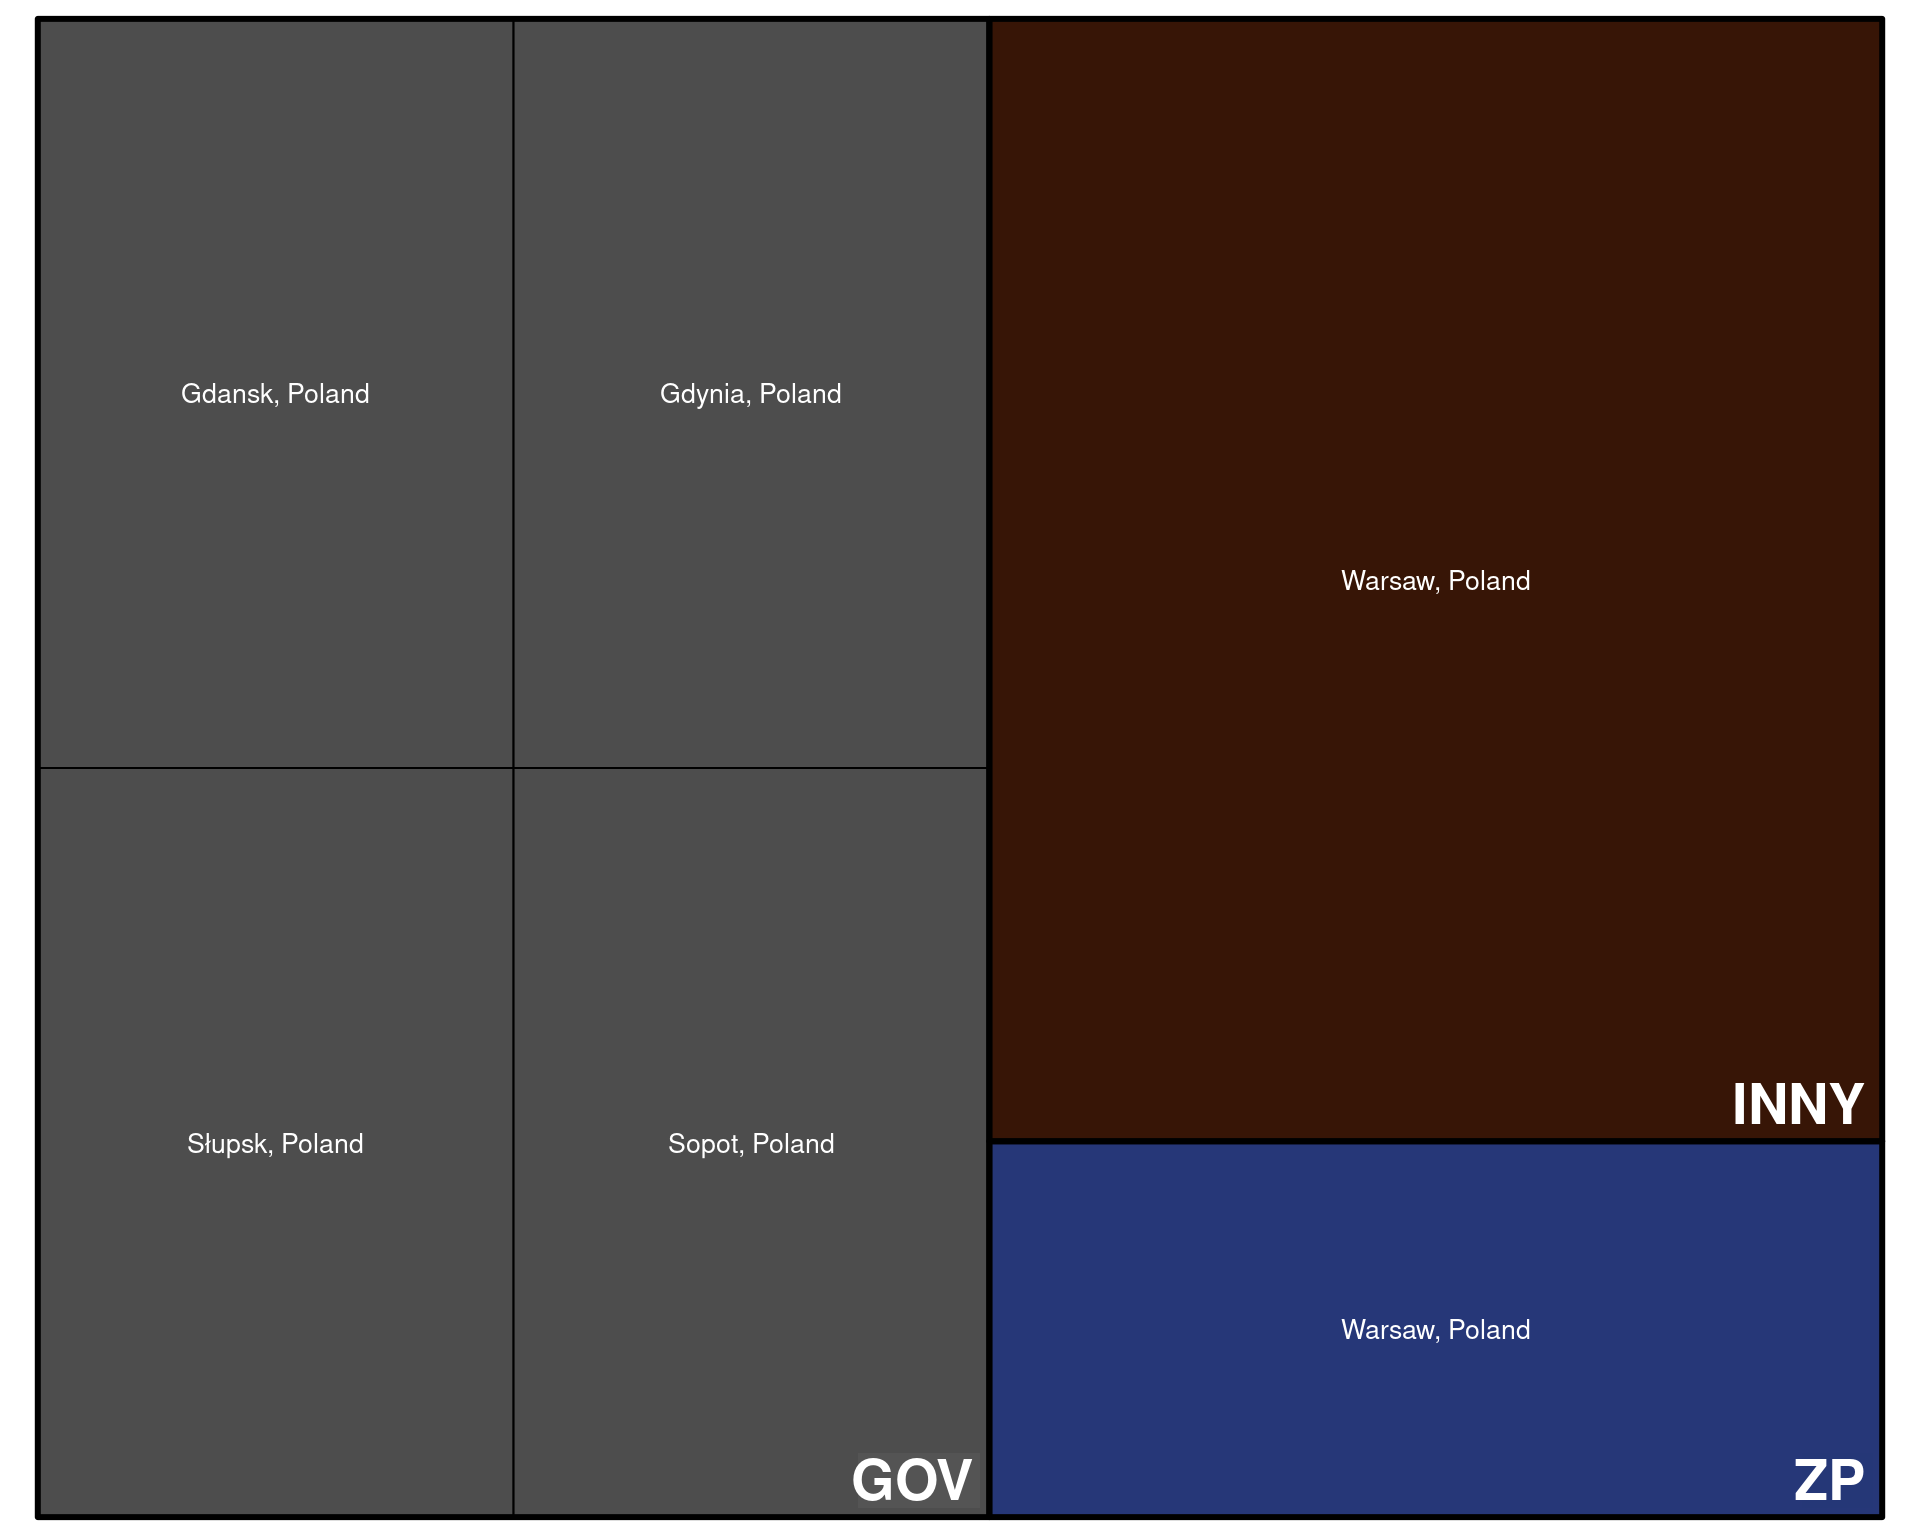 Gdansk, Poland
Gdynia, Poland
Słupsk, Poland
Sopot, Poland
GOV
Warsaw, Poland
INNY
Warsaw, Poland
ZP